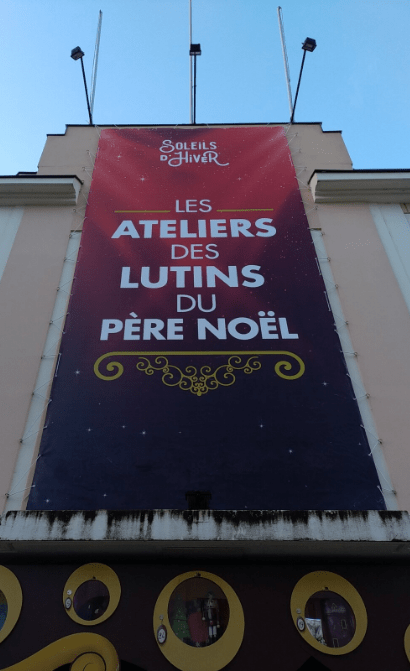 SOLEILS
D'HIVER
LES
ATELIERS
DES
LUTINS
DU
PÈRE NOËL